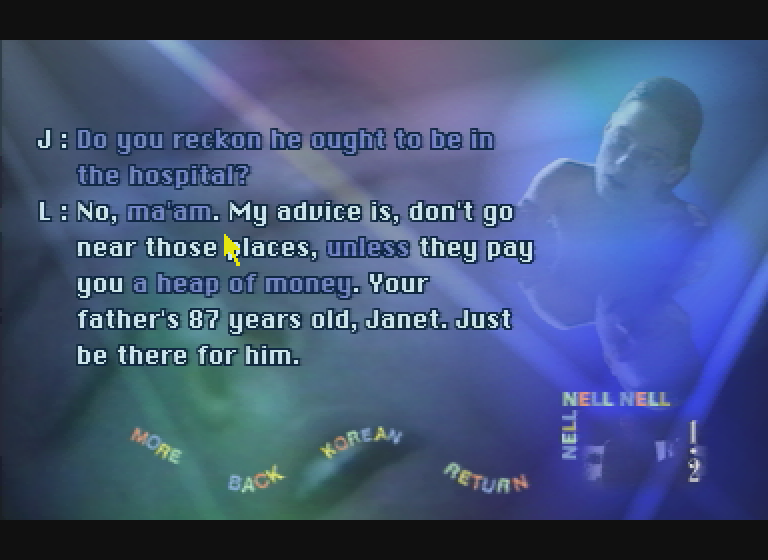 J : Do you reckon he ought to be in
the hospital?
L : No, ma'am. My advice is, don't go
near those places, unless they pay
you a heap of money. Your
father's 87 years old, Janet. Just
be there for him.
NELL NELL
NELL
1.2
MORE
BACK
KOREAN
RETURN